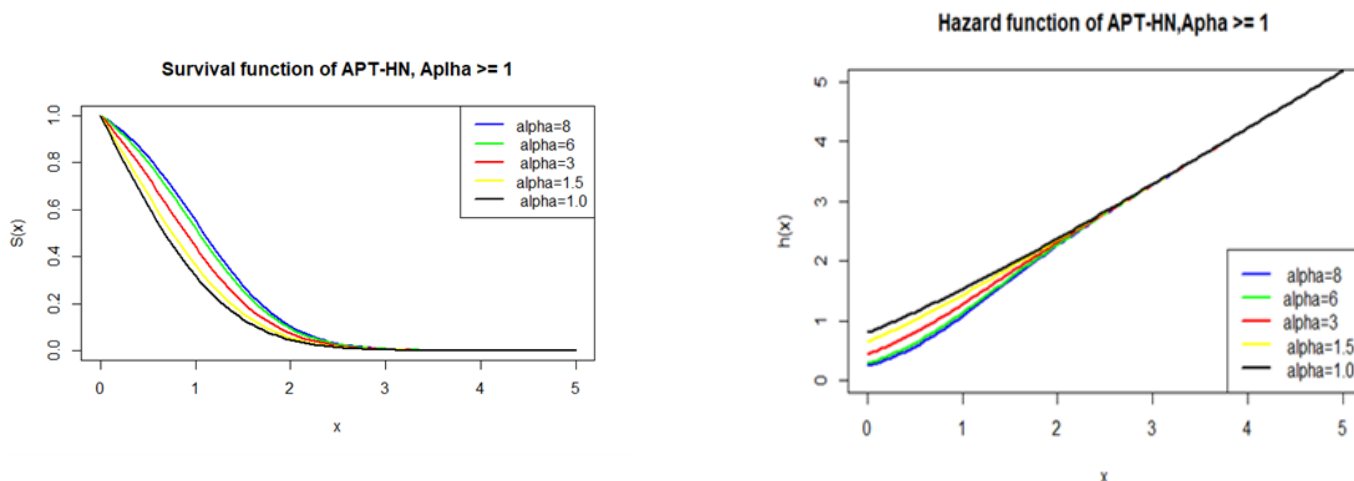 Survival function of APT-HN, Aplha >= 1
S(x)
1.0
0.8
0.6
0.4
0.2
0.0
alpha=8
alpha=6
alpha=3
alpha=1.5
alpha=1.0
0 1 2 3 4 5
x
Hazard function of APT-HN,Apha >= 1
h(x)
5
4
3
2
1
0
alpha=8
alpha=6
alpha=3
alpha=1.5
alpha=1.0
0 1 2 3 4 5
x